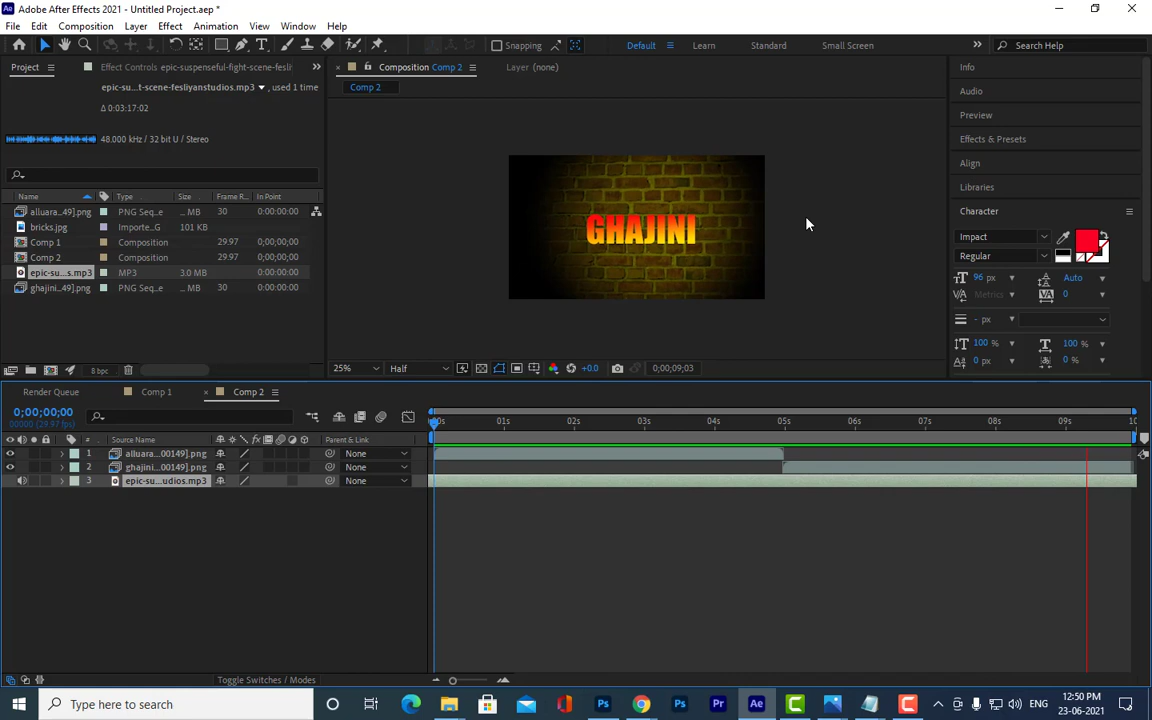 Adobe After Effects 2021 - Untitled Project.aep *
File Edit Composition Layer Effect Animation View Window Help
Snapping
Default Learn Standard Small Screen Search Help
Project Effect Controls epic-suspenseful-fight-scene-fesli
epic-su...t-scene-fesliyanstudios.mp3 , used 1 time
Δ 0:03:17:02
48.000 kHz / 32 bit U / Stereo
Name Type Size Frame R... In Point
alluara...49].png PNG Seq...e ... MB 30 0:00:00:00
bricks.jpg Importe...G 101 KB
Comp 1 Composition 29.97 0;00;00;00
Comp 2 Composition 29.97 0;00;00;00
epic-su...s.mp3 MP3 3.0 MB 0:00:00:00
ghajini...49].png PNG Seq...e ... MB 30 0:00:00:00
8 bpc
Composition Comp 2 Layer (none)
Comp 2
GHAJINI
25% Half +0.0 0;00;09;03
Info
Audio
Preview
Effects & Presets
Align
Libraries
Character
Impact
Regular
96 px Auto
Metrics 0
- px
100 % 100 %
0 px 0 %
Render Queue Comp 1 Comp 2
0;00;00;00
00000 (29.97 fps)
:00s 01s 02s 03s 04s 05s 06s 07s 08s 09s 10
# Source Name Parent & Link
1 alluara...00149].png None
2 ghajini...00149].png None
3 epic-su...udios.mp3 None
Toggle Switches / Modes
Type here to search
ENG
12:50 PM
23-06-2021